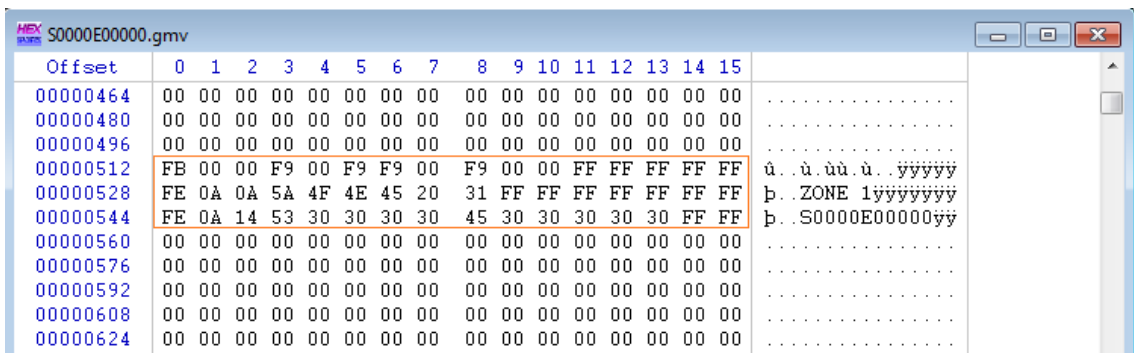 HEX S0000E00000.gmv
Offset 0 1 2 3 4 5 6 7 8 9 10 11 12 13 14 15
00000464 00 00 00 00 00 00 00 00 00 00 00 00 00 00 00 00 ................
00000480 00 00 00 00 00 00 00 00 00 00 00 00 00 00 00 00 ................
00000496 00 00 00 00 00 00 00 00 00 00 00 00 00 00 00 00 ................
00000512 FB 00 00 F9 00 F9 F9 00 F9 00 00 FF FF FF FF FF û..ù.ùù.ù..ÿÿÿÿÿ
00000528 FE 0A 0A 5A 4F 4E 45 20 31 FF FF FF FF FF FF FF þ..ZONE 1ÿÿÿÿÿÿÿ
00000544 FE 0A 14 53 30 30 30 30 45 30 30 30 30 30 FF FF þ..S0000E00000ÿÿ
00000560 00 00 00 00 00 00 00 00 00 00 00 00 00 00 00 00 ................
00000576 00 00 00 00 00 00 00 00 00 00 00 00 00 00 00 00 ................
00000592 00 00 00 00 00 00 00 00 00 00 00 00 00 00 00 00 ................
00000608 00 00 00 00 00 00 00 00 00 00 00 00 00 00 00 00 ................
00000624 00 00 00 00 00 00 00 00 00 00 00 00 00 00 00 00 ................